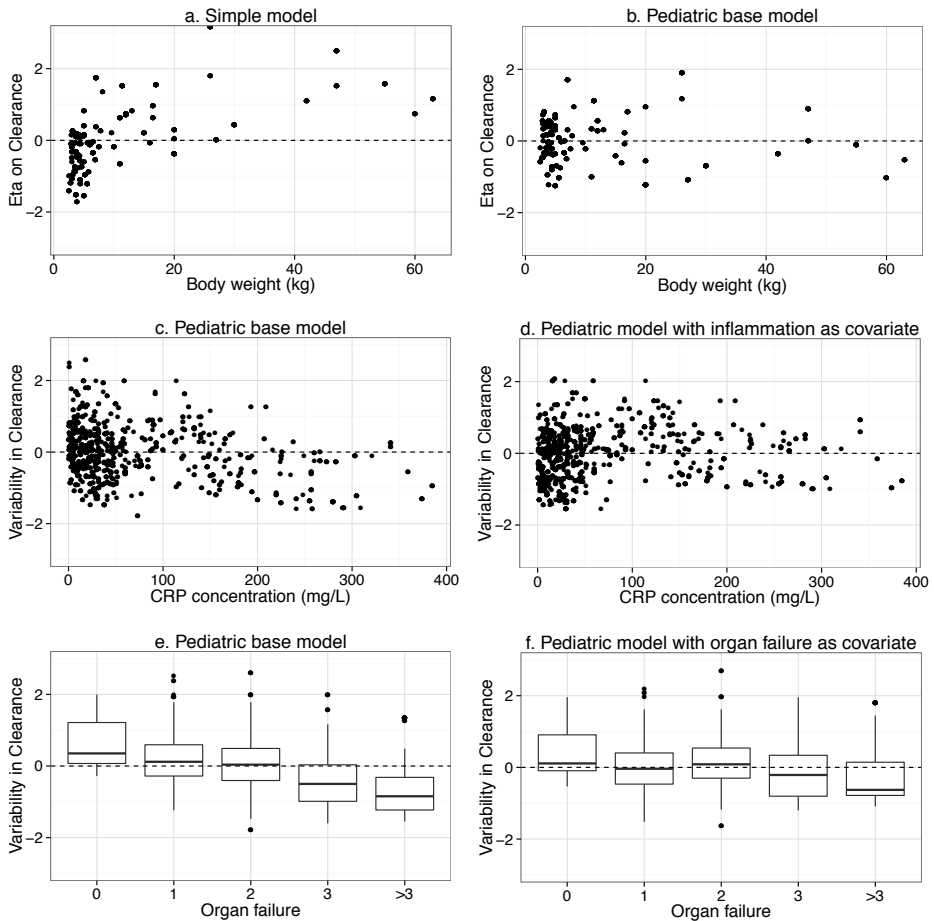 a. Simple model
Eta on Clearance
2
0
−2
0
20
40
60
Body weight (kg)
b. Pediatric base model
Eta on Clearance
2
0
−2
0
20
40
60
Body weight (kg)
c. Pediatric base model
Variability in Clearance
2
0
−2
0
100
200
300
400
CRP concentration (mg/L)
d. Pediatric model with inflammation as covariate
Variability in Clearance
2
0
−2
0
100
200
300
400
CRP concentration (mg/L)
e. Pediatric base model
Variability in Clearance
2
0
−2
0
1
2
3
>3
Organ failure
f. Pediatric model with organ failure as covariate
Variability in Clearance
2
0
−2
0
1
2
3
>3
Organ failure